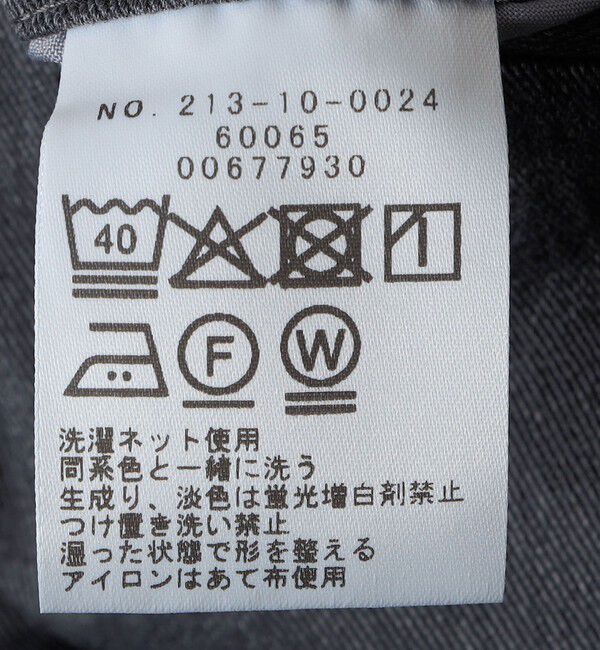 NO. 213-10-0024
60065
00677930
40
F W
洗濯ネット使用
同系色と一緒に洗う
生成り、淡色は蛍光増白剤禁止
つけ置き洗い禁止
湿った状態で形を整える
アイロンはあて布使用